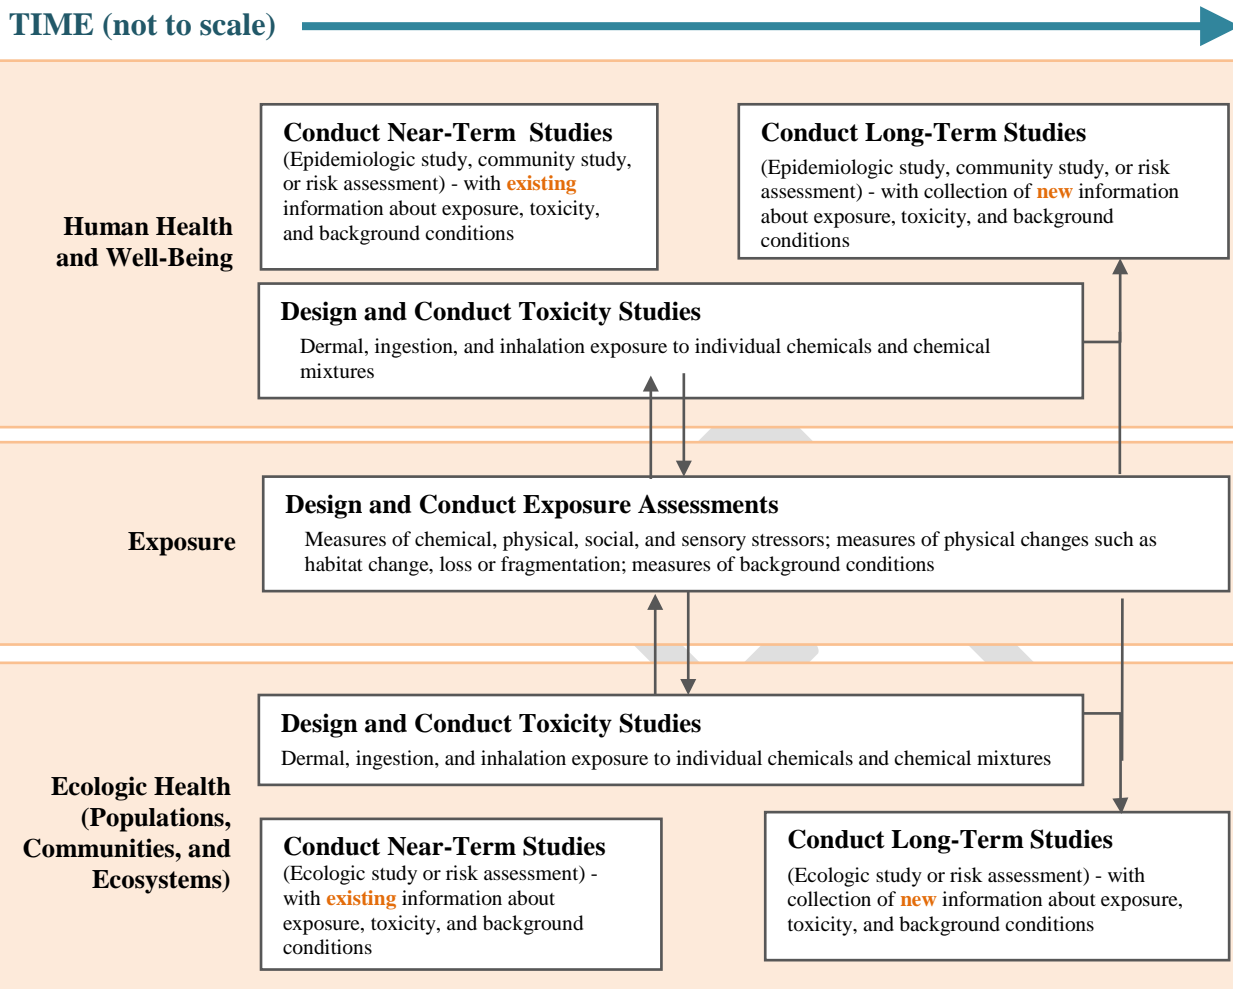 TIME (not to scale)
Human Health
and Well-Being
Conduct Near-Term Studies
(Epidemiologic study, community study,
or risk assessment) - with existing
information about exposure, toxicity,
and background conditions
Conduct Long-Term Studies
(Epidemiologic study, community study, or risk
assessment) - with collection of new information
about exposure, toxicity, and background
conditions
Design and Conduct Toxicity Studies
Dermal, ingestion, and inhalation exposure to individual chemicals and chemical
mixtures
Exposure
Design and Conduct Exposure Assessments
Measures of chemical, physical, social, and sensory stressors; measures of physical changes such as
habitat change, loss or fragmentation; measures of background conditions
Ecologic Health
(Populations,
Communities, and
Ecosystems)
Design and Conduct Toxicity Studies
Dermal, ingestion, and inhalation exposure to individual chemicals and chemical mixtures
Conduct Near-Term Studies
(Ecologic study or risk assessment) -
with existing information about
exposure, toxicity, and background
conditions
Conduct Long-Term Studies
(Ecologic study or risk assessment) - with
collection of new information about exposure,
toxicity, and background conditions